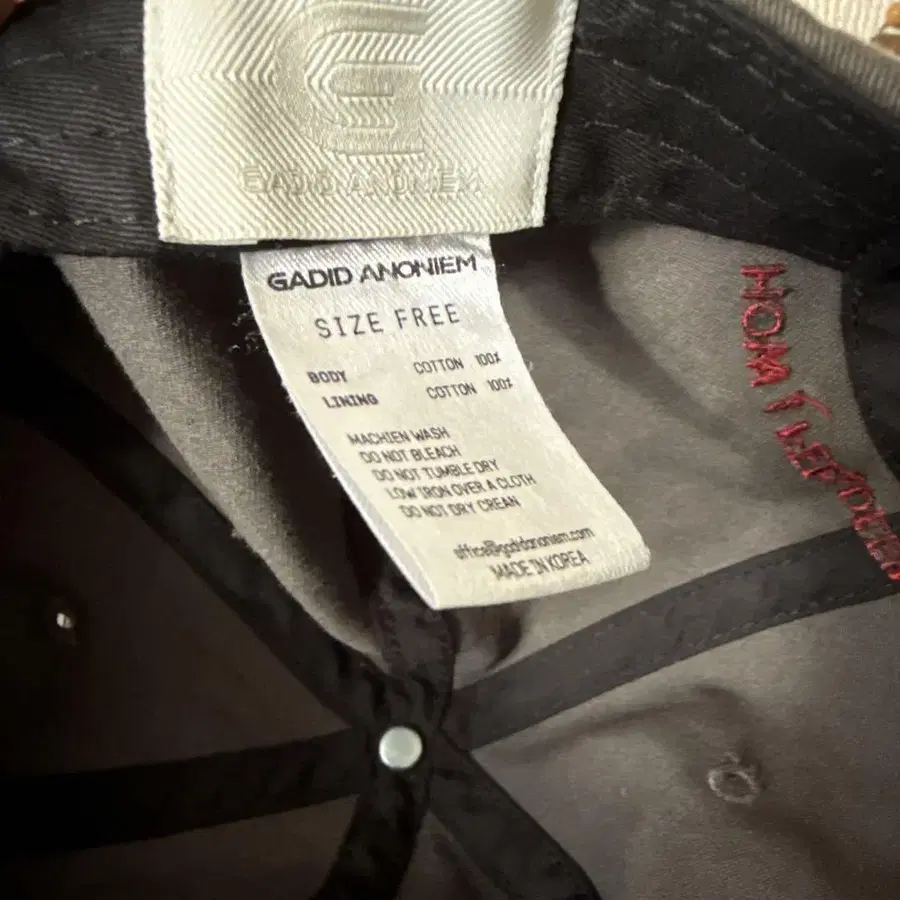 GADID ANONIEM
GADID ANONIEM
SIZE FREE
BODY COTTON 100%
LINING COTTON 100%
MACHIEN WASH
DO NOT BLEACH
DO NOT TUMBLE DRY
LOW IRON OVER A CLOTH
DO NOT DRY CREAN
office@gadidanoniem.com
MADE IN KOREA